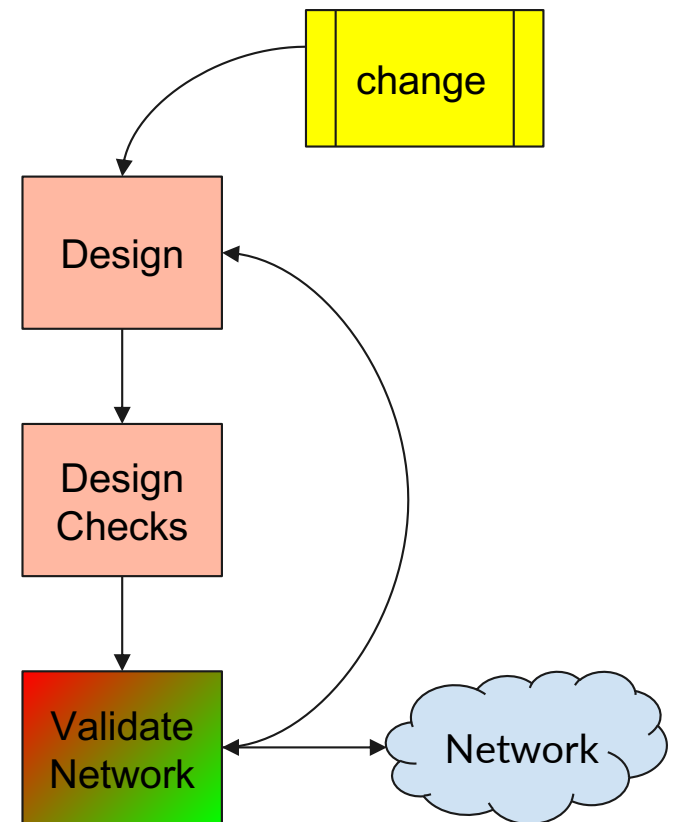 change
Design
Design
Checks
Validate
Network
Network